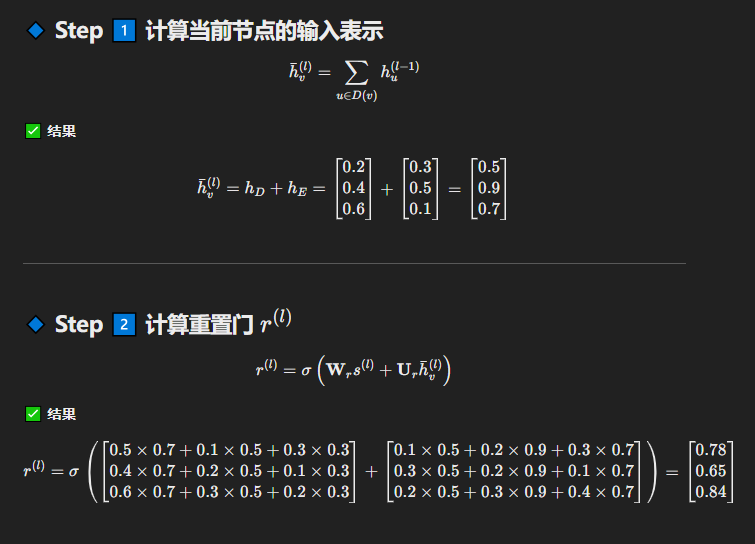 🔷 Step 1️⃣ 计算当前节点的输入表示
$\bar{h}_v^{(l)} = \sum_{u \in D(v)} h_u^{(l-1)}$
✅ 结果
$\bar{h}_v^{(l)} = h_D + h_E = \begin{bmatrix} 0.2 \\ 0.4 \\ 0.6 \end{bmatrix} + \begin{bmatrix} 0.3 \\ 0.5 \\ 0.1 \end{bmatrix} = \begin{bmatrix} 0.5 \\ 0.9 \\ 0.7 \end{bmatrix}$
🔷 Step 2️⃣ 计算重置门 $r^{(l)}$
$r^{(l)} = \sigma \left( \mathbf{W}_r s^{(l)} + \mathbf{U}_r \bar{h}_v^{(l)} \right)$
✅ 结果
$r^{(l)} = \sigma \left( \begin{bmatrix} 0.5 \times 0.7 + 0.1 \times 0.5 + 0.3 \times 0.3 \\ 0.4 \times 0.7 + 0.2 \times 0.5 + 0.1 \times 0.3 \\ 0.6 \times 0.7 + 0.3 \times 0.5 + 0.2 \times 0.3 \end{bmatrix} + \begin{bmatrix} 0.1 \times 0.5 + 0.2 \times 0.9 + 0.3 \times 0.7 \\ 0.3 \times 0.5 + 0.2 \times 0.9 + 0.1 \times 0.7 \\ 0.2 \times 0.5 + 0.3 \times 0.9 + 0.4 \times 0.7 \end{bmatrix} \right) = \begin{bmatrix} 0.78 \\ 0.65 \\ 0.84 \end{bmatrix}$